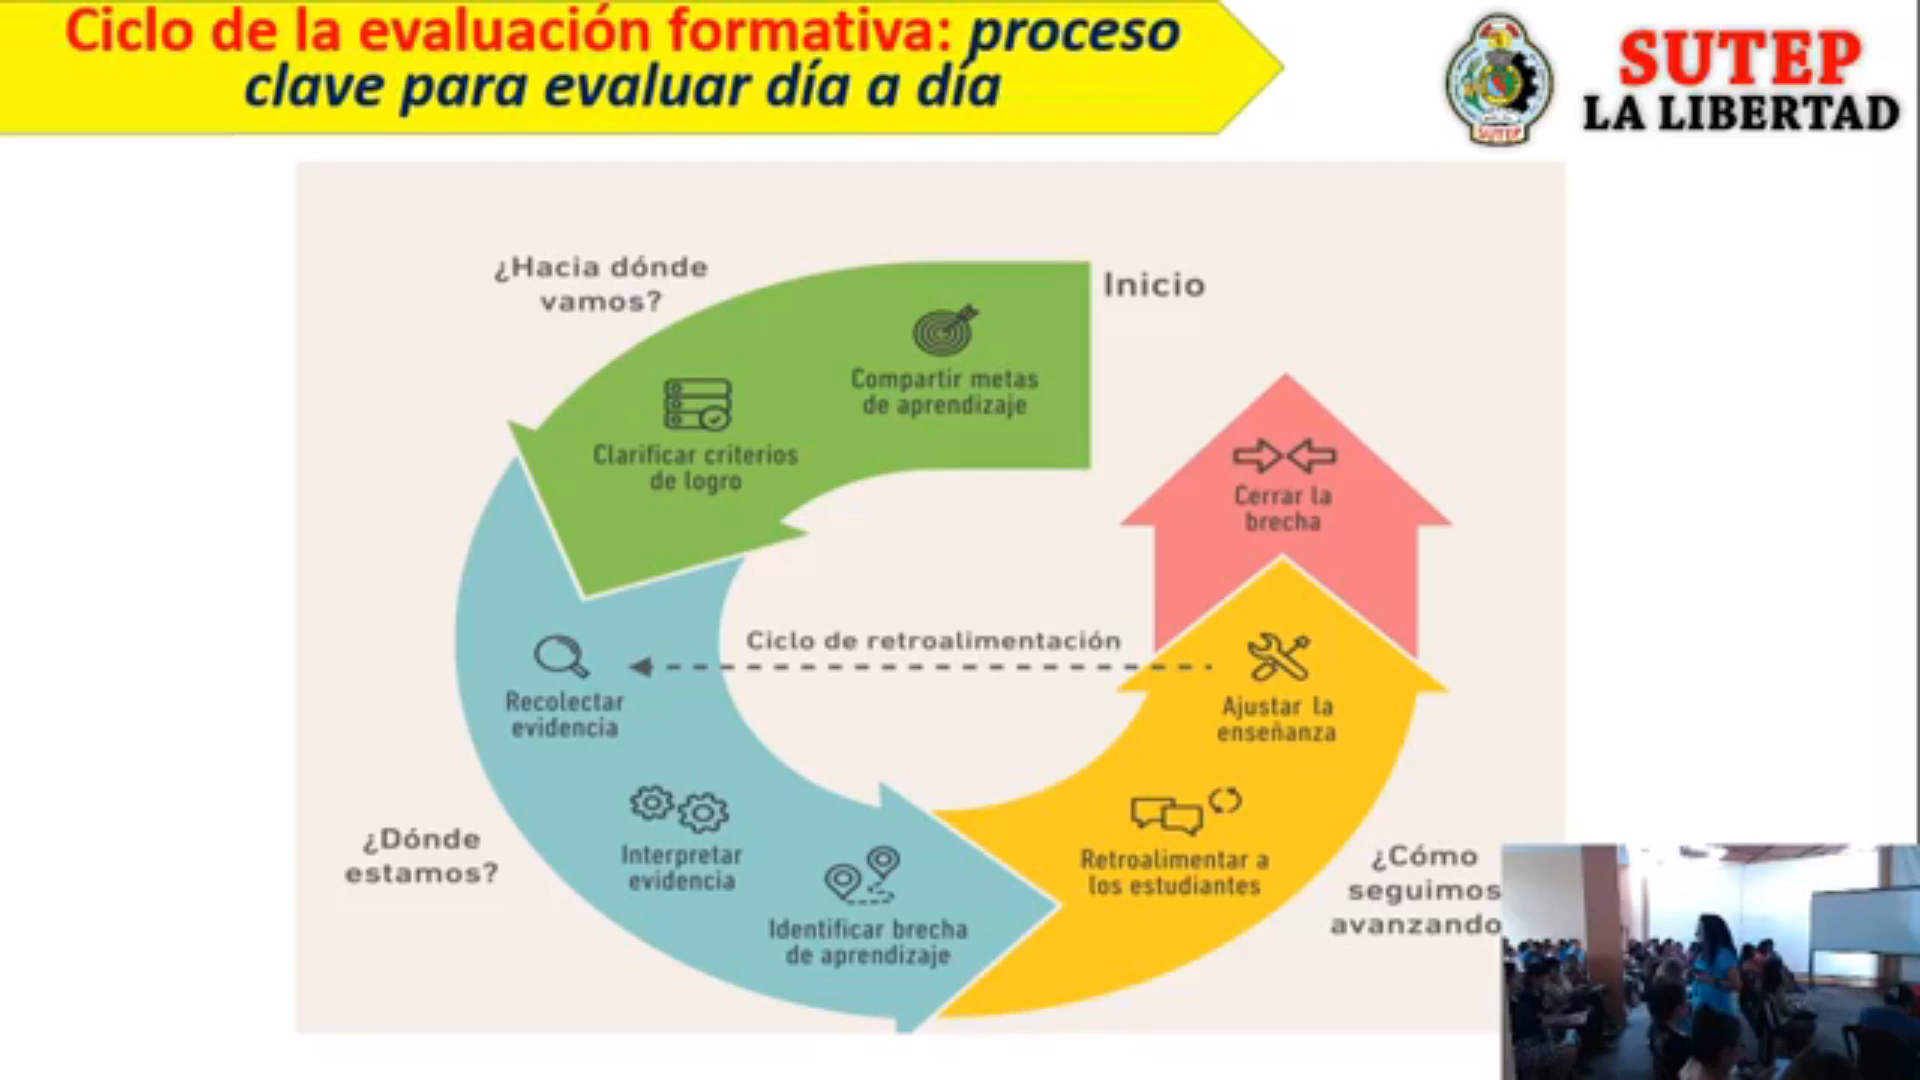 Ciclo de la evaluación formativa: proceso
clave para evaluar día a día
SUTEP
LA LIBERTAD
SUTEP
¿Hacia dónde
vamos?
Inicio
Compartir metas
de aprendizaje
Clarificar criterios
de logro
Cerrar la
brecha
Ciclo de retroalimentación
Recolectar
evidencia
Ajustar la
enseñanza
Interpretar
evidencia
Retroalimentar a
los estudiantes
Identificar brecha
de aprendizaje
¿Dónde
estamos?
¿Cómo
seguimos
avanzando